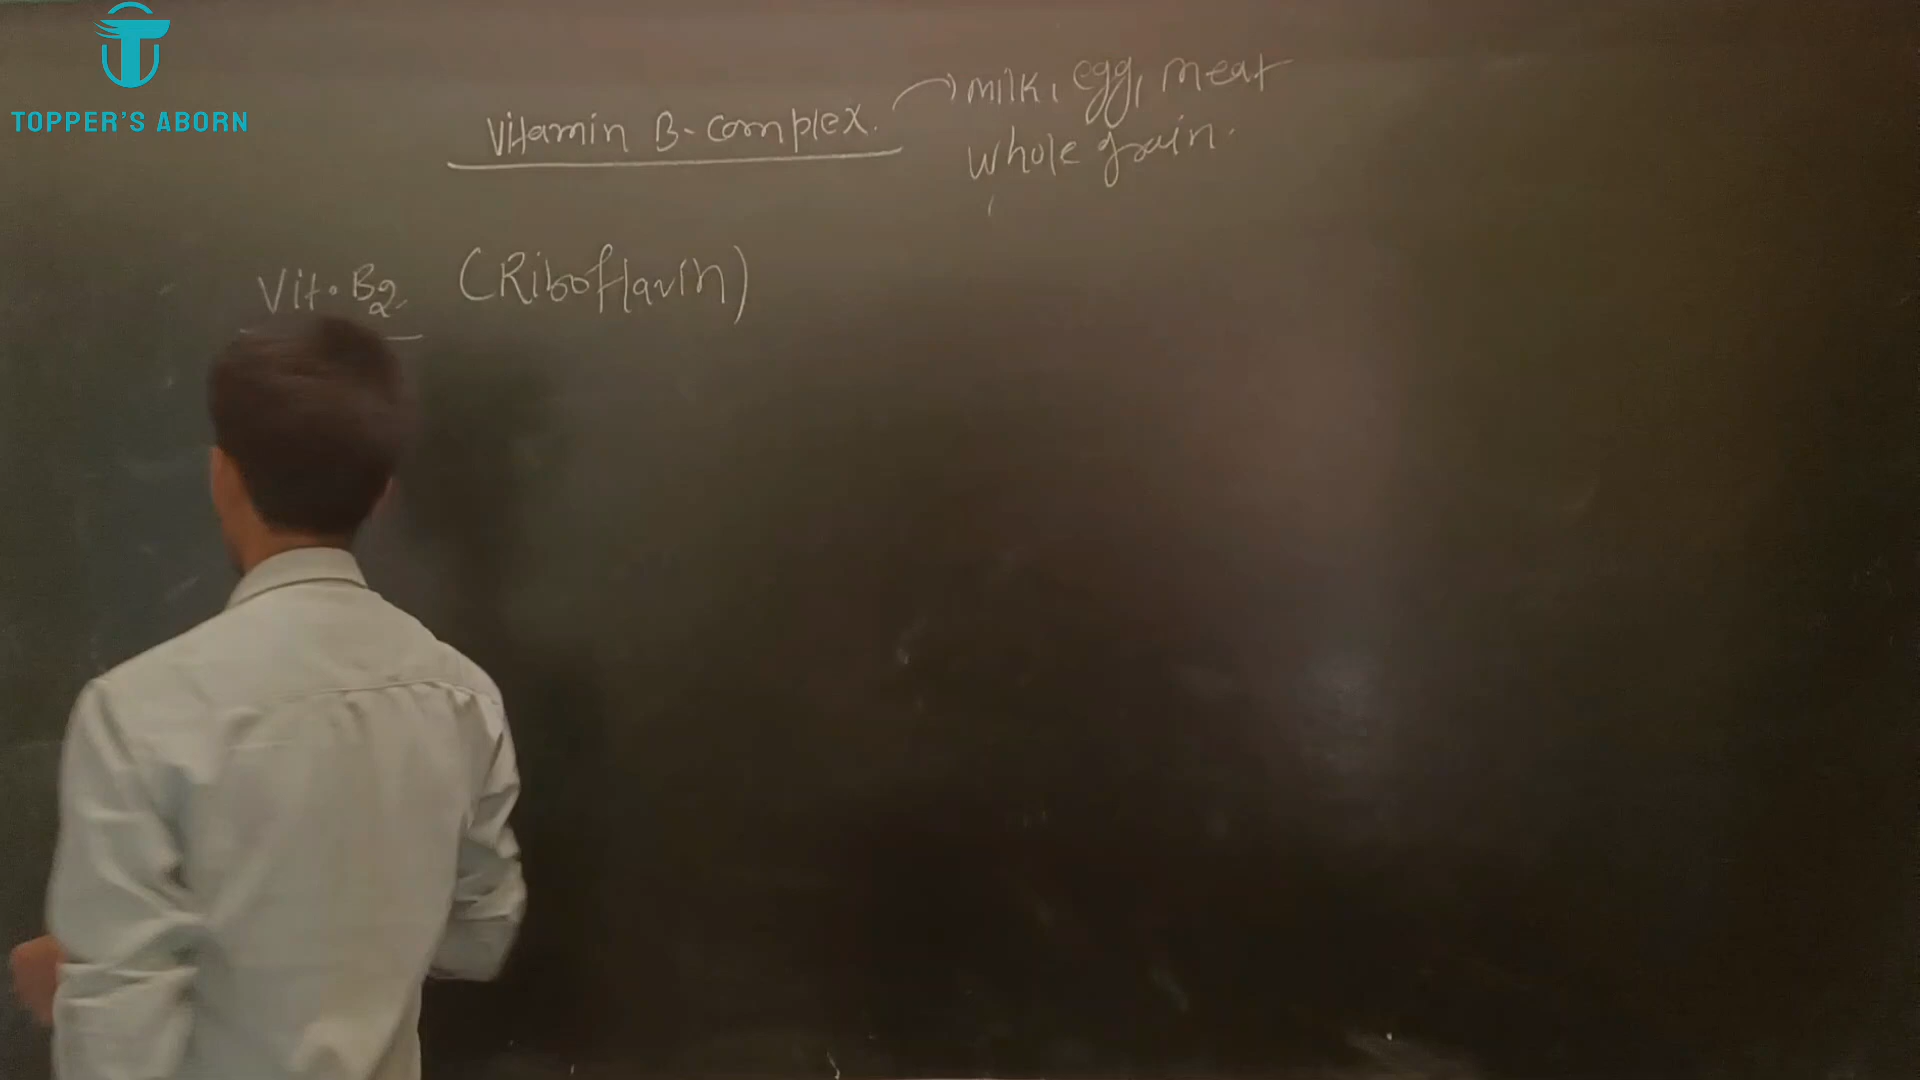 TOPPER'S ABORN
Vitamin B-complex. → milk, egg, meat
whole grain.
Vit. B2. (Riboflavin)